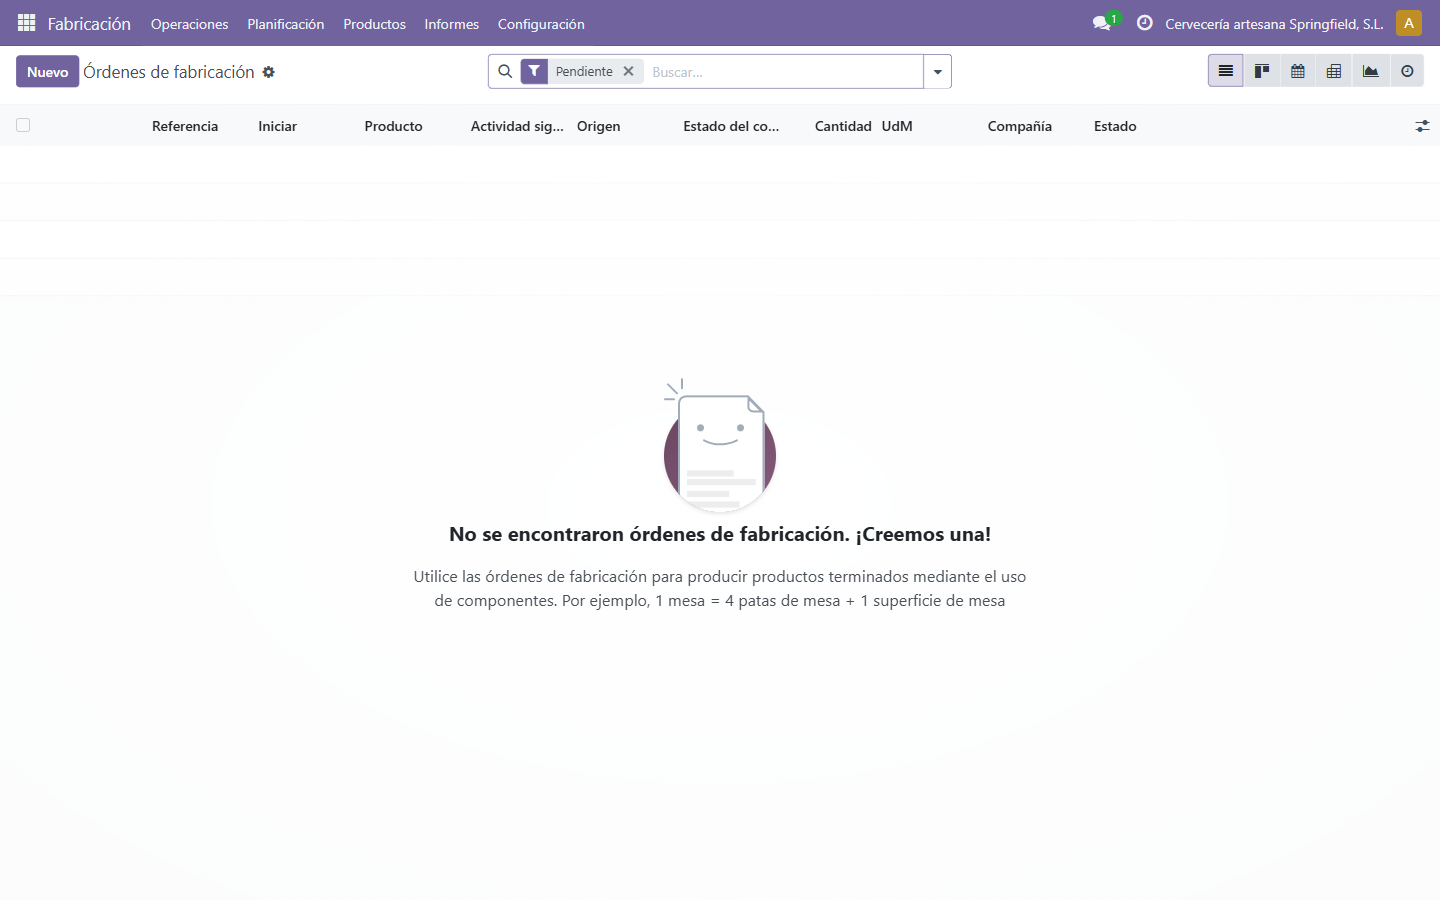 Fabricación Operaciones Planificación Productos Informes Configuración 1 Cervecería artesana Springfield, S.L. A
Nuevo Órdenes de fabricación Pendiente Buscar...
Referencia Iniciar Producto Actividad sig... Origen Estado del co... Cantidad UdM Compañía Estado
No se encontraron órdenes de fabricación. ¡Creemos una!
Utilice las órdenes de fabricación para producir productos terminados mediante el uso
de componentes. Por ejemplo, 1 mesa = 4 patas de mesa + 1 superficie de mesa